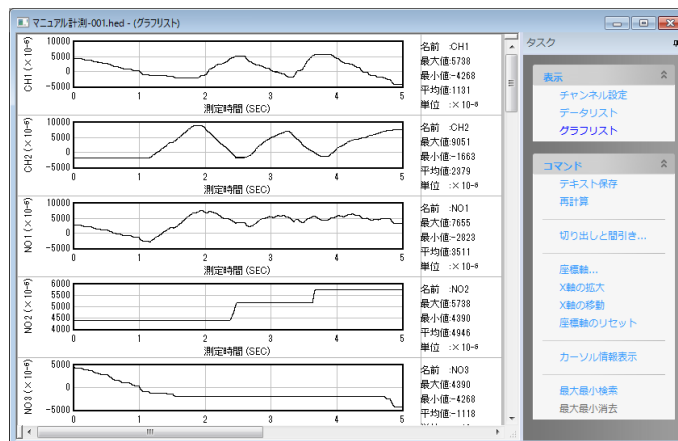 マニュアル計測-001.hed - (グラフリスト)
CH1 (×10-6)
10000
5000
0
-5000
0 1 2 3 4 5
測定時間 (SEC)
名前 :CH1
最大値:5738
最小値:-4268
平均値:1131
単位 :×10-6
CH2 (×10-6)
10000
5000
0
-5000
0 1 2 3 4 5
測定時間 (SEC)
名前 :CH2
最大値:9051
最小値:-1663
平均値:2379
単位 :×10-6
NO1 (×10-6)
10000
5000
0
-5000
0 1 2 3 4 5
測定時間 (SEC)
名前 :NO1
最大値:7655
最小値:-2823
平均値:3511
単位 :×10-6
NO2 (×10-6)
6000
5500
5000
4500
4000
0 1 2 3 4 5
測定時間 (SEC)
名前 :NO2
最大値:5738
最小値:4390
平均値:4946
単位 :×10-6
NO3 (×10-6)
5000
0
-5000
0 1 2 3 4 5
名前 :NO3
最大値:4390
最小値:-4268
平均値:-1118
タスク
表示
チャンネル設定
データリスト
グラフリスト
コマンド
テキスト保存
再計算
切り出しと間引き...
座標軸...
X軸の拡大
X軸の移動
座標軸のリセット
カーソル情報表示
最大最小検索
最大最小消去